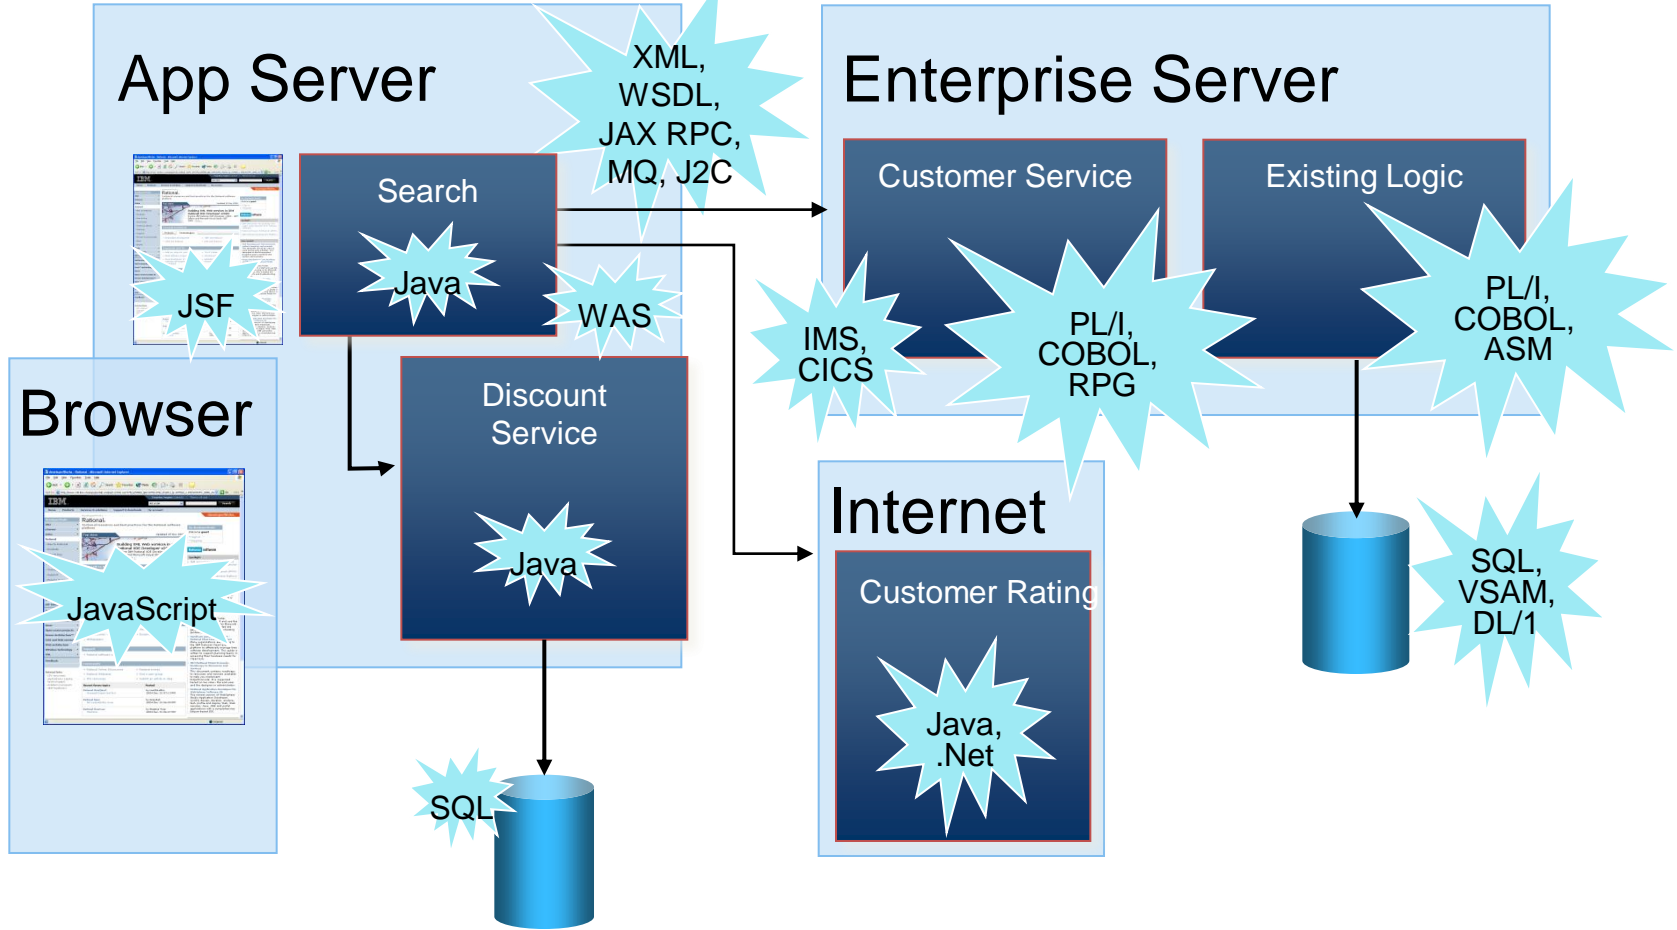 App Server
XML,
WSDL,
JAX RPC,
MQ, J2C
Enterprise Server
Search
Java
JSF
WAS
Customer Service
Existing Logic
IMS,
CICS
PL/I,
COBOL,
RPG
PL/I,
COBOL,
ASM
Browser
IBM
Rational.
JavaScript
Discount
Service
Java
SQL
Internet
Customer Rating
Java,
.Net
SQL,
VSAM,
DL/1